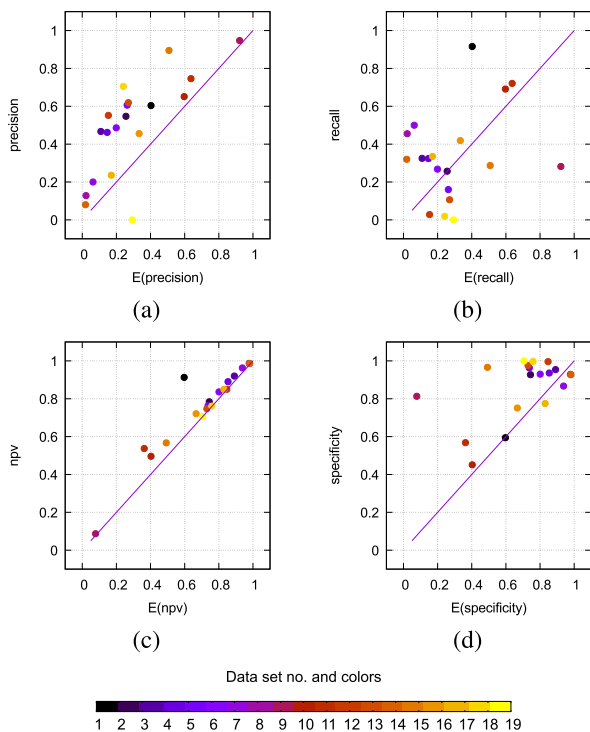 1
0.8
0.6
0.4
0.2
0
precision
0 0.2 0.4 0.6 0.8 1
E(precision)
(a)
1
0.8
0.6
0.4
0.2
0
recall
0 0.2 0.4 0.6 0.8 1
E(recall)
(b)
1
0.8
0.6
0.4
0.2
0
npv
0 0.2 0.4 0.6 0.8 1
E(npv)
(c)
1
0.8
0.6
0.4
0.2
0
specificity
0 0.2 0.4 0.6 0.8 1
E(specificity)
(d)
Data set no. and colors
1 2 3 4 5 6 7 8 9 10 11 12 13 14 15 16 17 18 19